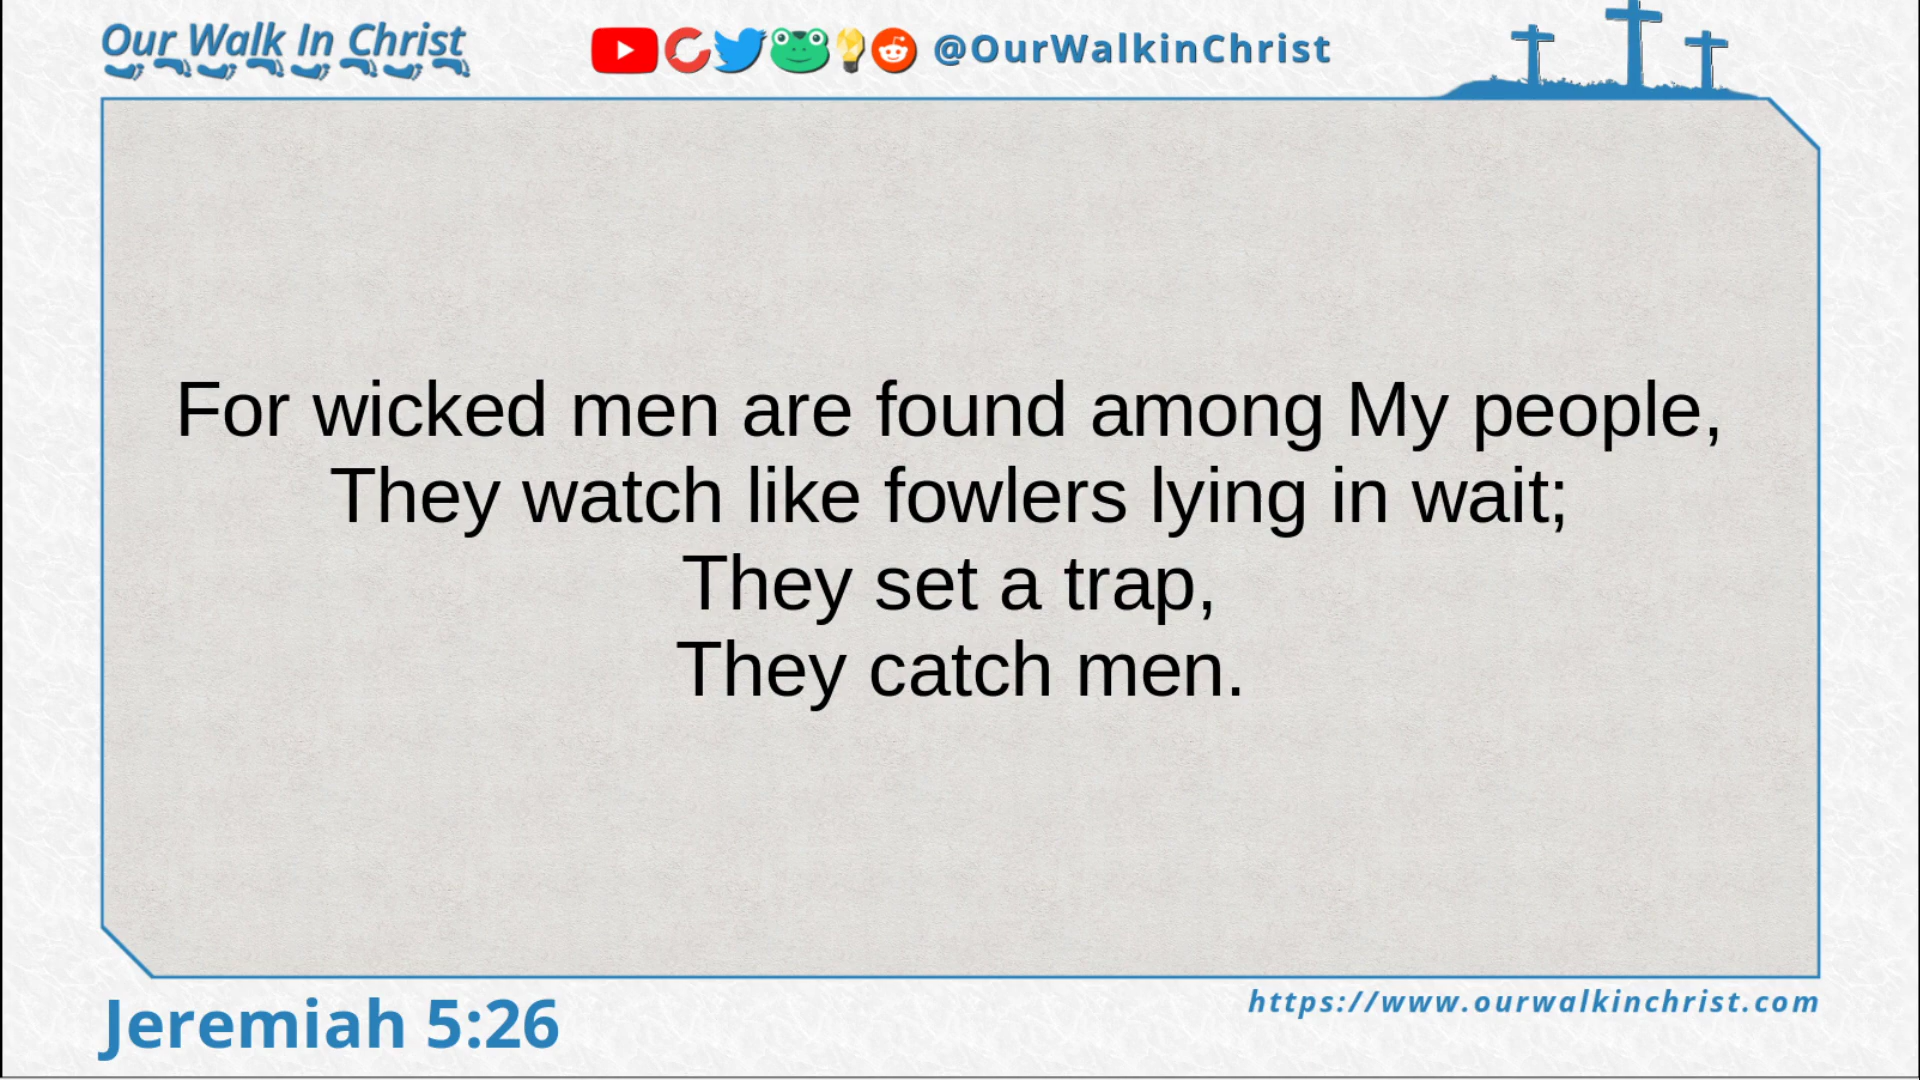 Our Walk In Christ
@OurWalkinChrist
For wicked men are found among My people,
They watch like fowlers lying in wait;
They set a trap,
They catch men.
Jeremiah 5:26
https://www.ourwalkinchrist.com